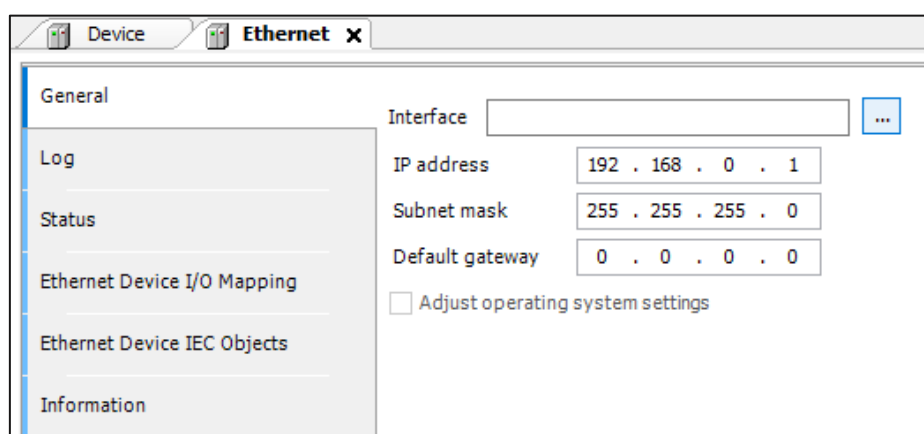 Device Ethernet x
General
Interface ...
Log
IP address 192 . 168 . 0 . 1
Subnet mask 255 . 255 . 255 . 0
Status
Default gateway 0 . 0 . 0 . 0
Ethernet Device I/O Mapping
Adjust operating system settings
Ethernet Device IEC Objects
Information